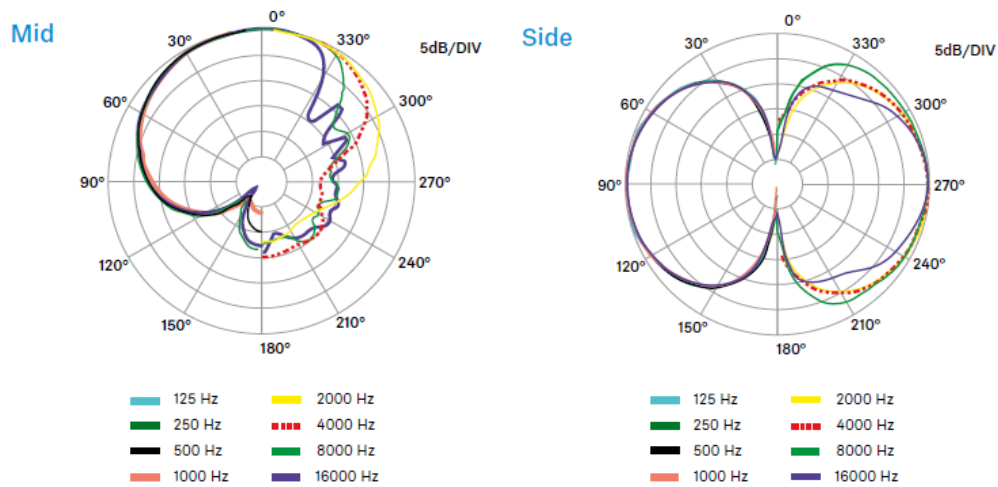 Mid
0°
30°
330°
5dB/DIV
60°
300°
90°
270°
120°
240°
150°
210°
180°
125 Hz
2000 Hz
250 Hz
4000 Hz
500 Hz
8000 Hz
1000 Hz
16000 Hz
Side
0°
30°
330°
5dB/DIV
60°
300°
90°
270°
120°
240°
150°
210°
180°
125 Hz
2000 Hz
250 Hz
4000 Hz
500 Hz
8000 Hz
1000 Hz
16000 Hz